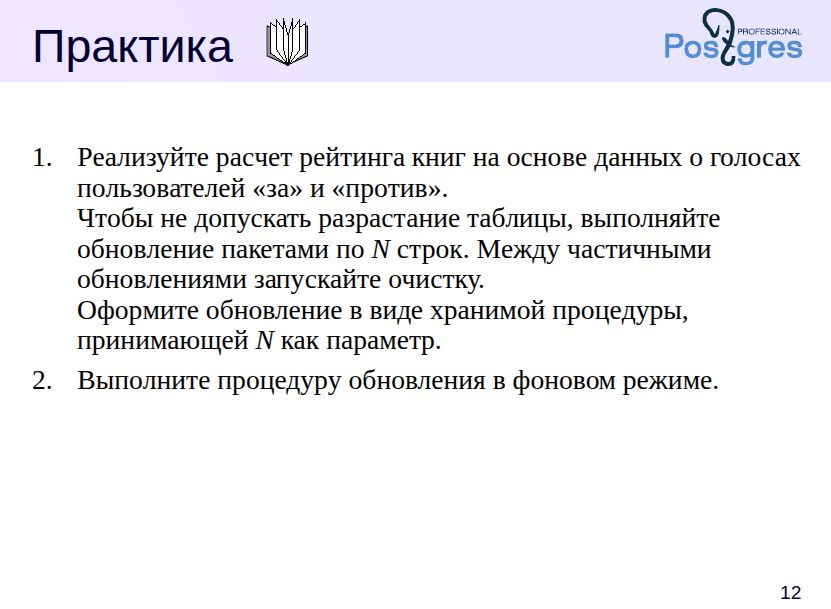 Практика
PROFESSIONAL
Postgres
1. Реализуйте расчет рейтинга книг на основе данных о голосах
пользователей «за» и «против».
Чтобы не допускать разрастание таблицы, выполняйте
обновление пакетами по N строк. Между частичными
обновлениями запускайте очистку.
Оформите обновление в виде хранимой процедуры,
принимающей N как параметр.
2. Выполните процедуру обновления в фоновом режиме.
12